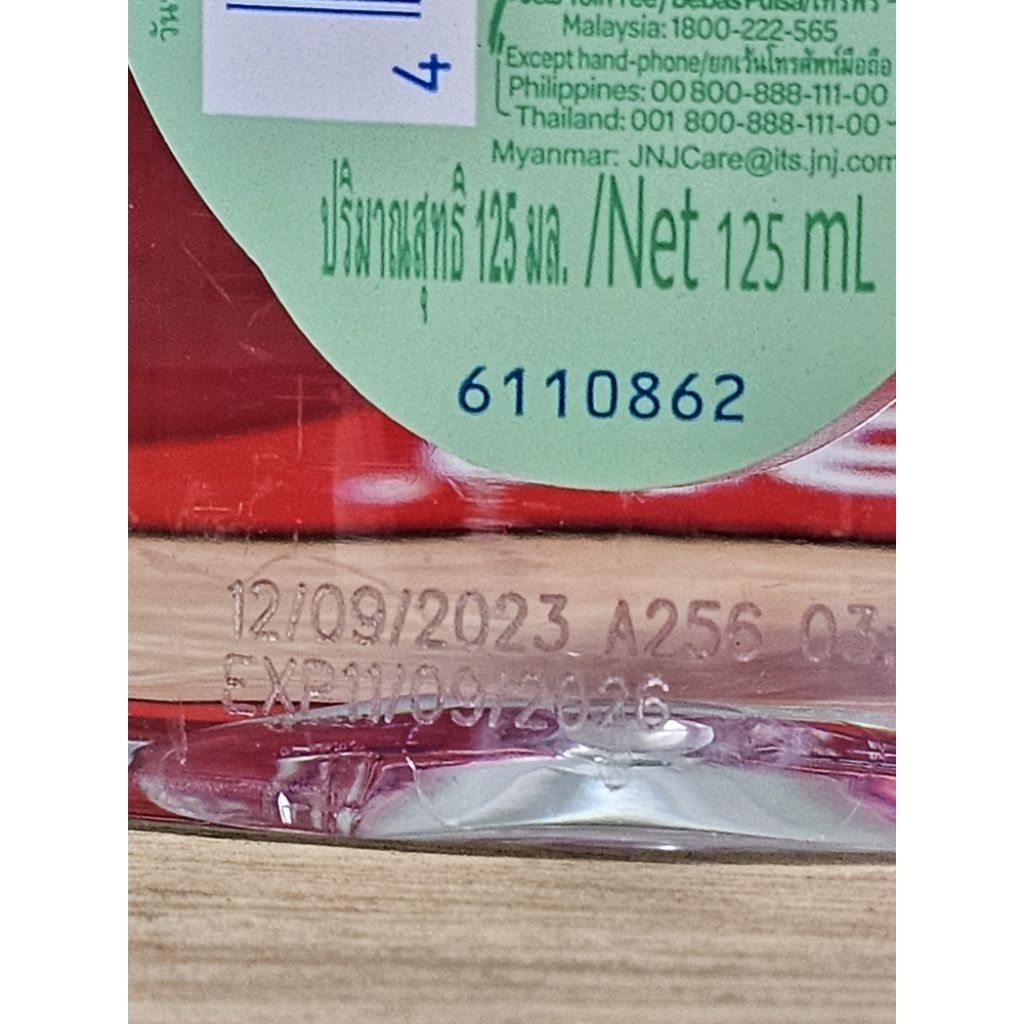 4
Malaysia: 1800-222-565
Except hand-phone/ยกเว้นโทรศัพท์มือถือ
Philippines: 00 800-888-111-00
Thailand: 001 800-888-111-00
Myanmar: JNJCare@its.jnj.com
ปริมาณสุทธิ 125 มล. /Net 125 mL
6110862
12/09/2023 A256 03:
EXP11/09/2026